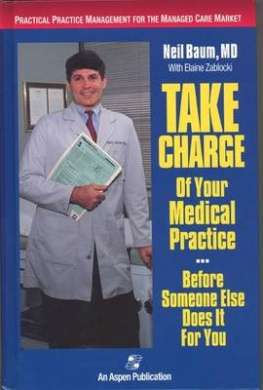 PRACTICAL PRACTICE MANAGEMENT FOR THE MANAGED CARE MARKET
Neil Baum, MD
With Elaine Zablocki
TAKE
CHARGE
Of Your
Medical
Practice
...
Before
Someone Else
Does It
For You
An Aspen Publication